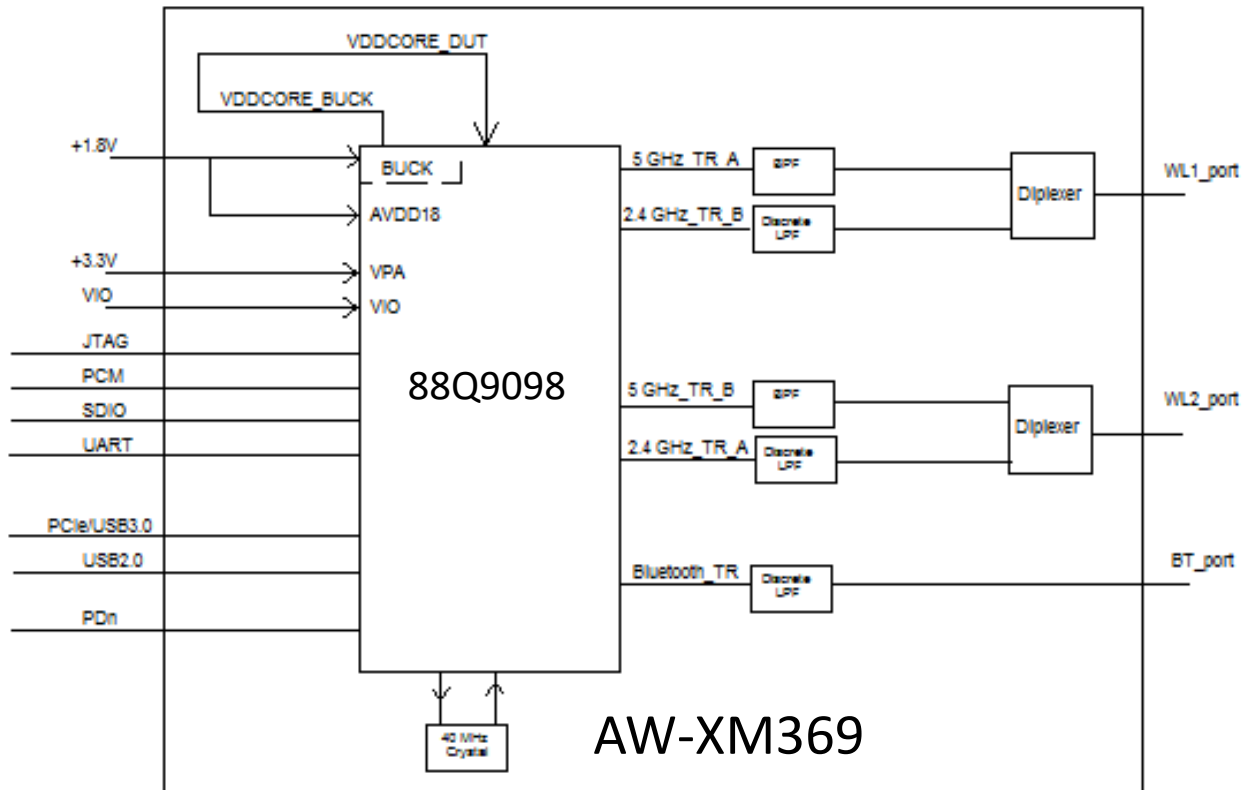 VDDCORE_DUT
VDDCORE_BUCK
+1.8V
BUCK
AVDD18
+3.3V
VPA
VIO
VIO
JTAG
PCM
SDIO
UART
PCIe/USB3.0
USB2.0
PDn
88Q9098
5 GHz_TR_A
BPF
2.4 GHz_TR_B
Discrete
LPF
Diplexer
WL1_port
5 GHz_TR_B
BPF
2.4 GHz_TR_A
Discrete
LPF
Diplexer
WL2_port
Bluetooth_TR
Discrete
LPF
BT_port
40 MHz
Crystal
AW-XM369